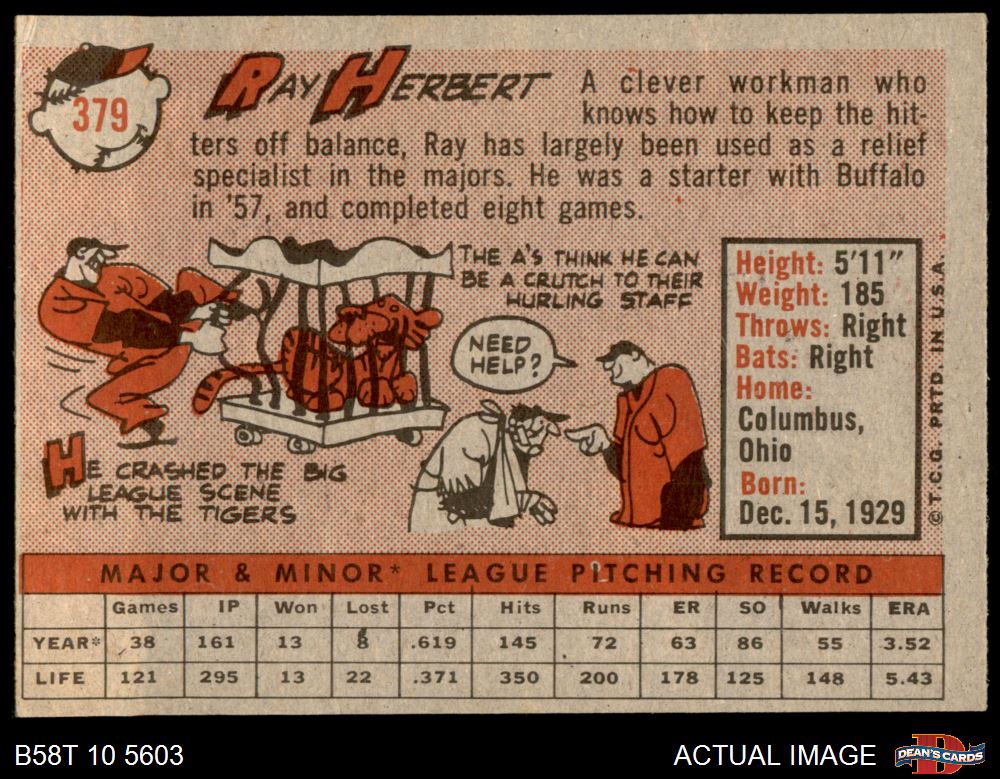 379
RAY HERBERT
A clever workman who
knows how to keep the hit-
ters off balance, Ray has largely been used as a relief
specialist in the majors. He was a starter with Buffalo
in '57, and completed eight games.
THE A'S THINK HE CAN
BE A CRUTCH TO THEIR
HURLING STAFF
NEED
HELP?
HE CRASHED THE BIG
LEAGUE SCENE
WITH THE TIGERS
Height: 5'11"
Weight: 185
Throws: Right
Bats: Right
Home:
Columbus,
Ohio
Born:
Dec. 15, 1929
© T.C.G. PRTD. IN U.S.A.
MAJOR & MINOR* LEAGUE PITCHING RECORD
Games IP Won Lost Pct Hits Runs ER SO Walks ERA
YEAR* 38 161 13 8 .619 145 72 63 86 55 3.52
LIFE 121 295 13 22 .371 350 200 178 125 148 5.43
B58T 10 5603
ACTUAL IMAGE
DEAN'S CARDS